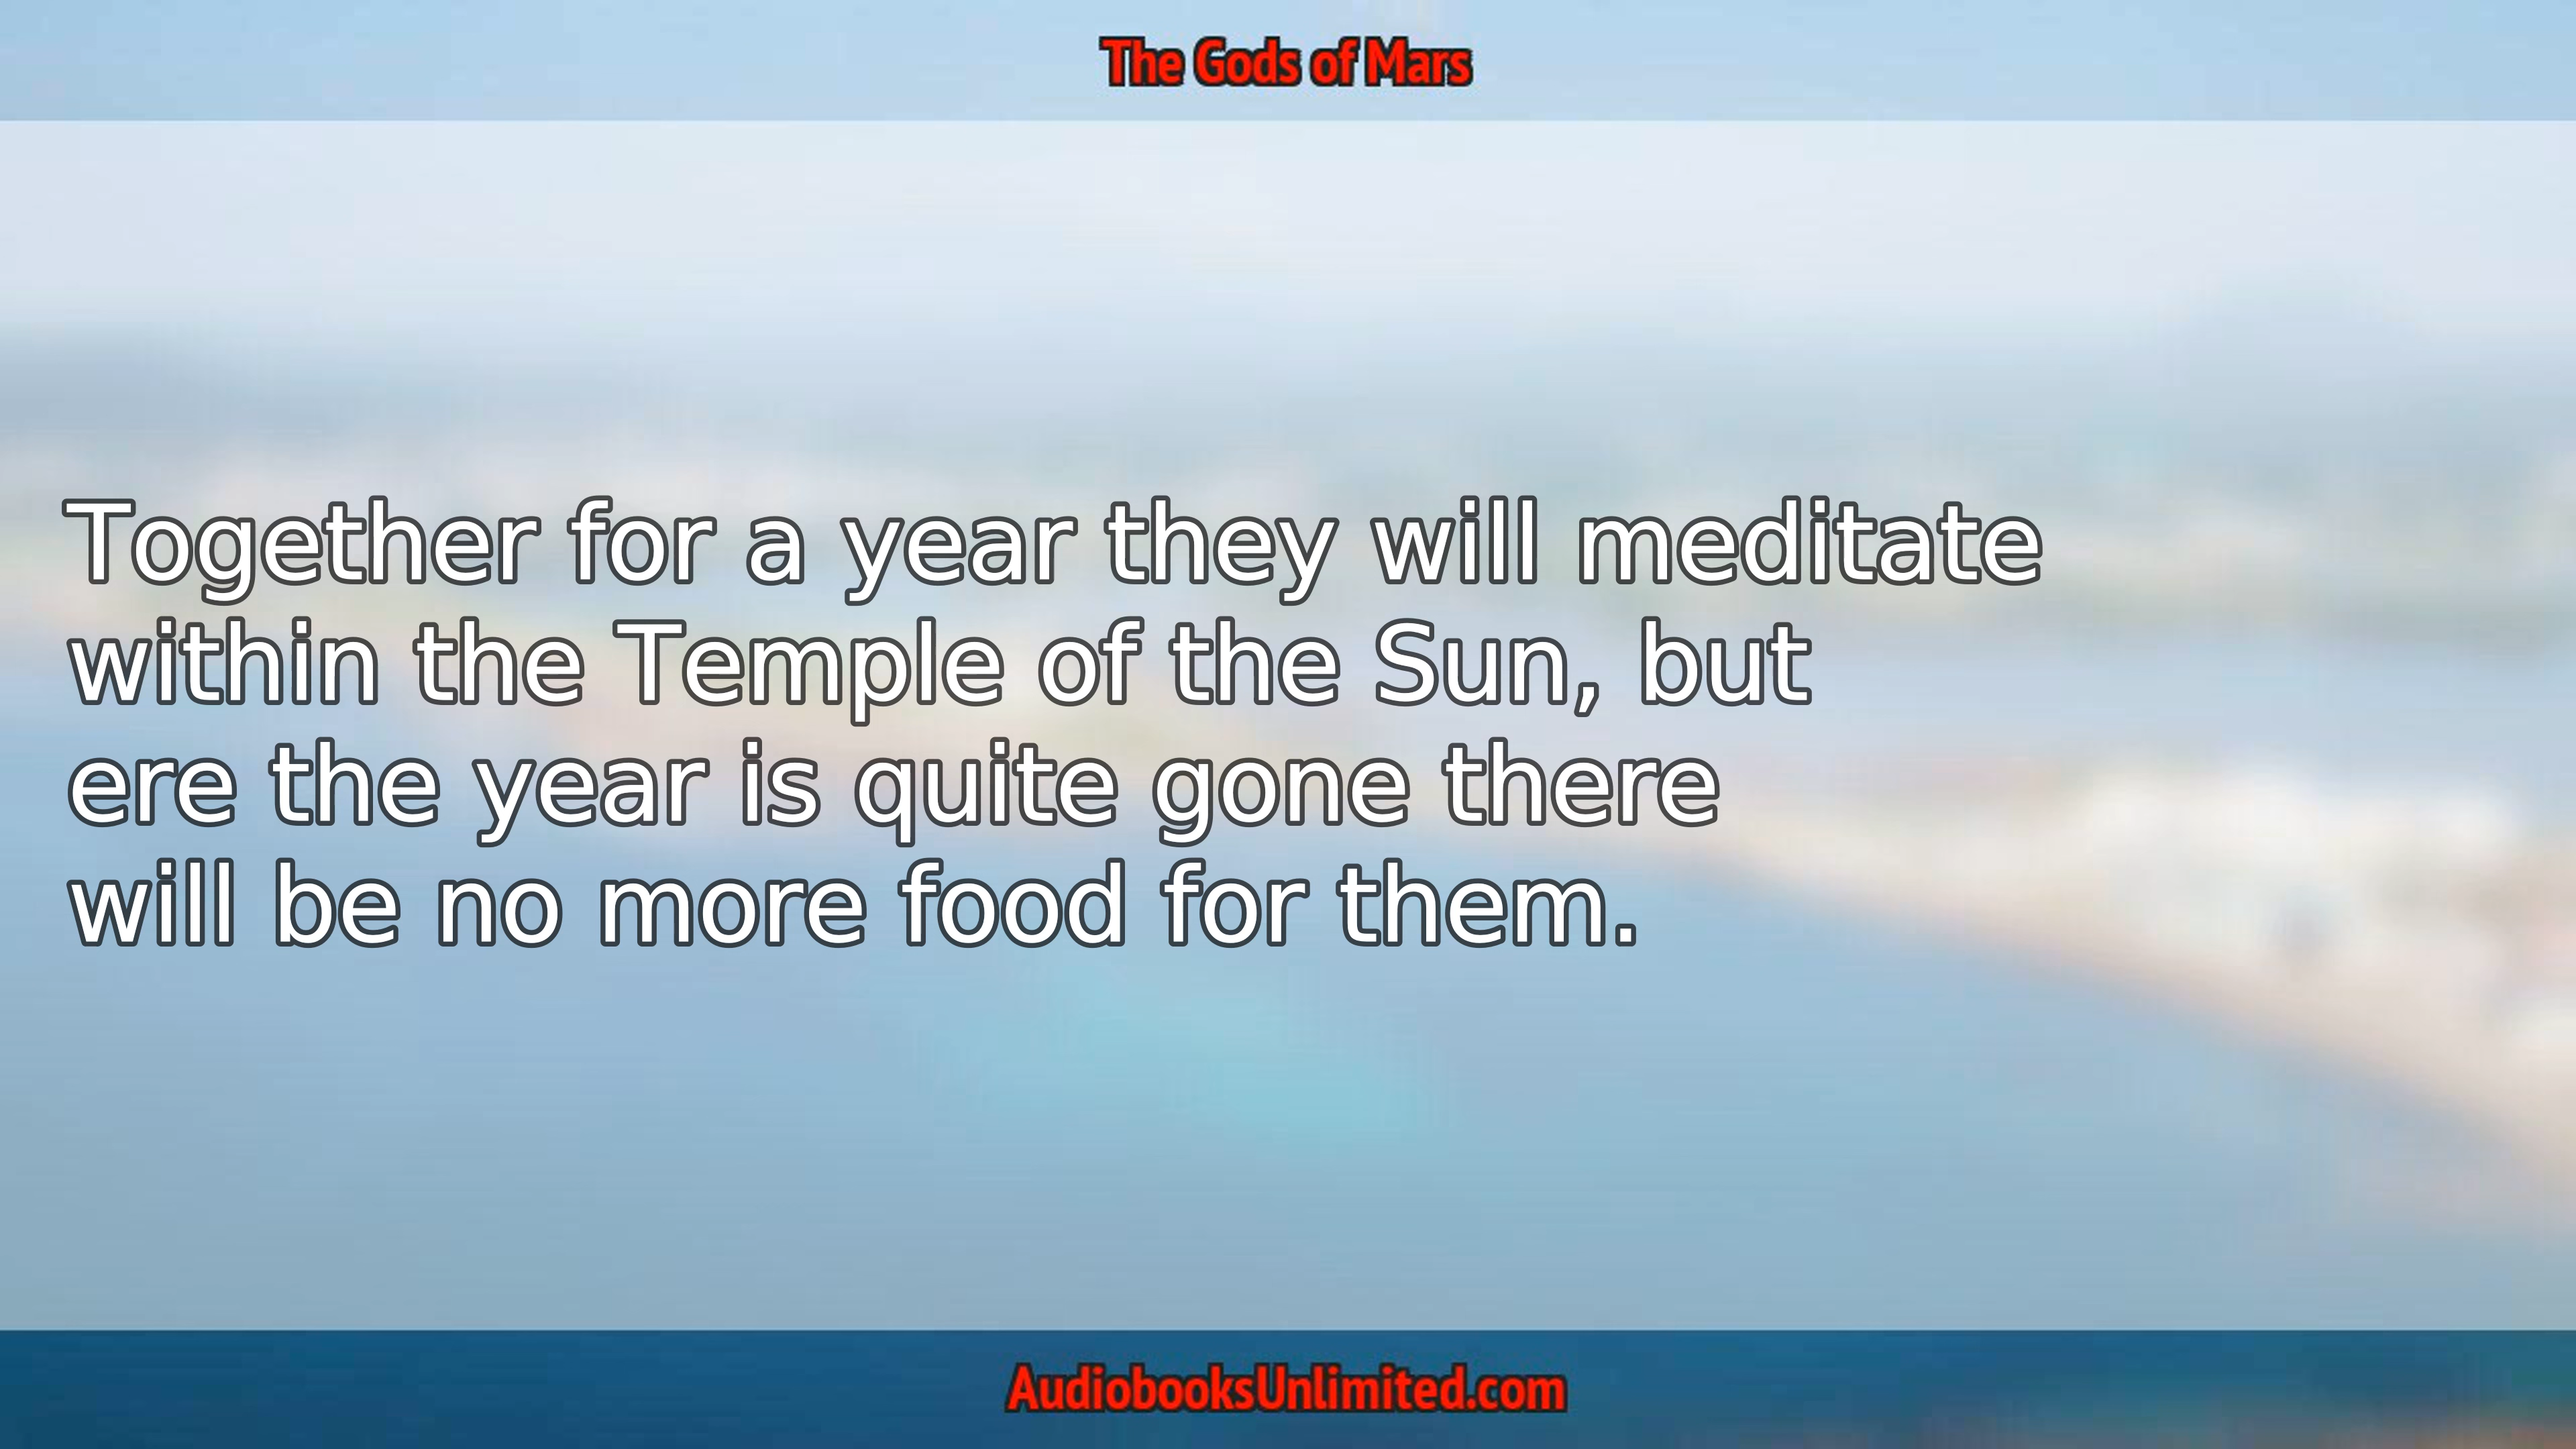 The Gods of Mars
Together for a year they will meditate
within the Temple of the Sun, but
ere the year is quite gone there
will be no more food for them.
AudiobooksUnlimited.com